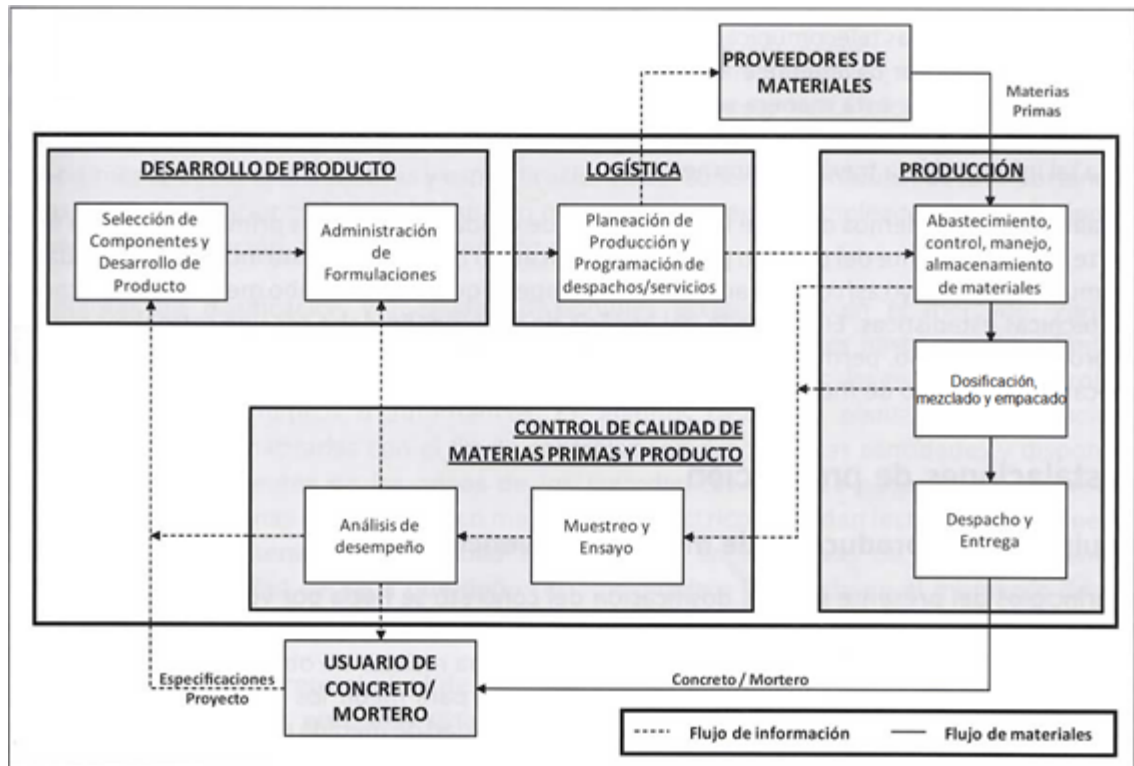 PROVEEDORES DE
MATERIALES
Materias
Primas
DESARROLLO DE PRODUCTO
LOGÍSTICA
PRODUCCIÓN
Selección de
Componentes y
Desarrollo de
Producto
Administración
de
Formulaciones
Planeación de
Producción y
Programación de
despachos/servicios
Abastecimiento,
control, manejo,
almacenamiento
de materiales
Dosificación,
mezclado y empacado
CONTROL DE CALIDAD DE
MATERIAS PRIMAS Y PRODUCTO
Análisis de
desempeño
Muestreo y
Ensayo
Despacho y
Entrega
USUARIO DE
CONCRETO/
MORTERO
Especificaciones
Proyecto
Concreto / Mortero
Flujo de información
Flujo de materiales